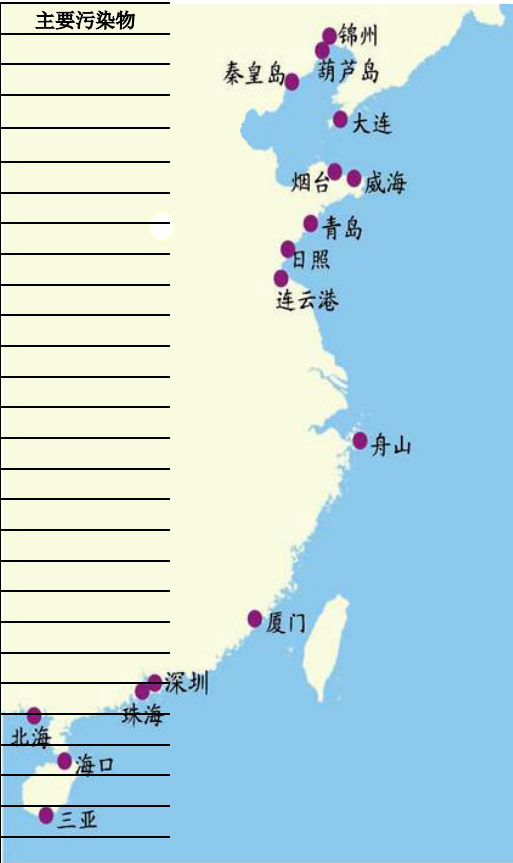 主要污染物
锦州
葫芦岛
秦皇岛
大连
烟台
威海
青岛
日照
连云港
舟山
厦门
深圳
珠海
北海
海口
三亚